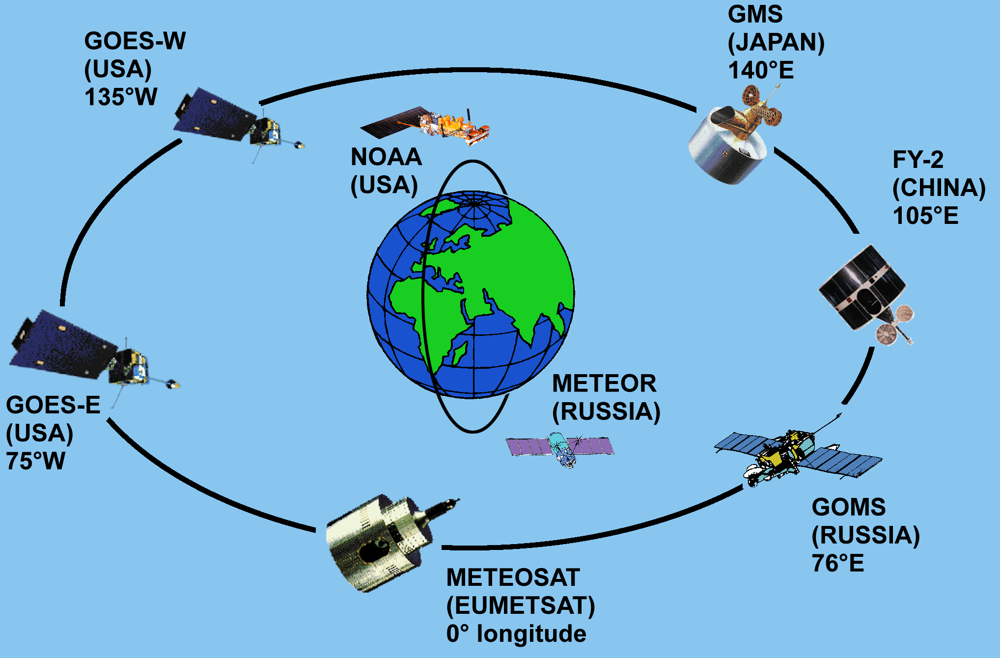 GOES-W
(USA)
135°W
GMS
(JAPAN)
140°E
NOAA
(USA)
FY-2
(CHINA)
105°E
GOES-E
(USA)
75°W
METEOR
(RUSSIA)
GOMS
(RUSSIA)
76°E
METEOSAT
(EUMETSAT)
0° longitude